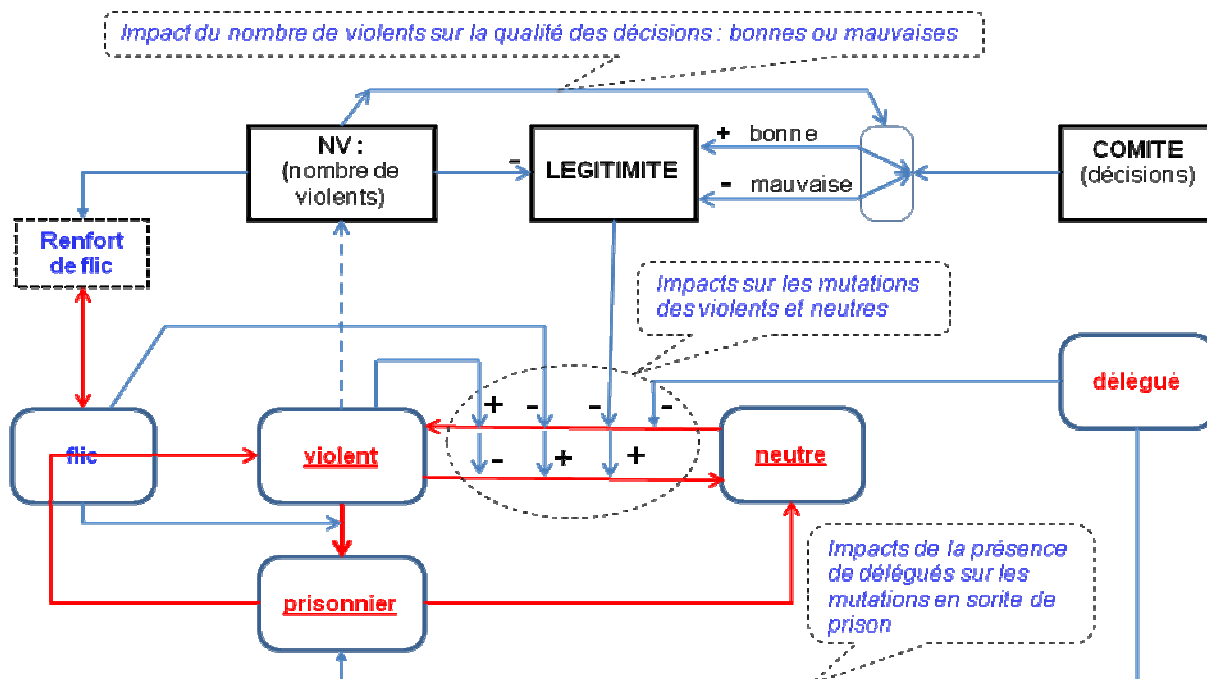 Impact du nombre de violents sur la qualité des décisions : bonnes ou mauvaises
NV :
(nombre de
violents)
-
LEGITIMITE
+ bonne
- mauvaise
COMITE
(décisions)
Renfort
de flic
Impacts sur les mutations
des violents et neutres
délégué
+ - - -
flic
violent
- + +
neutre
prisonnier
Impacts de la présence
de délégués sur les
mutations en sorite de
prison